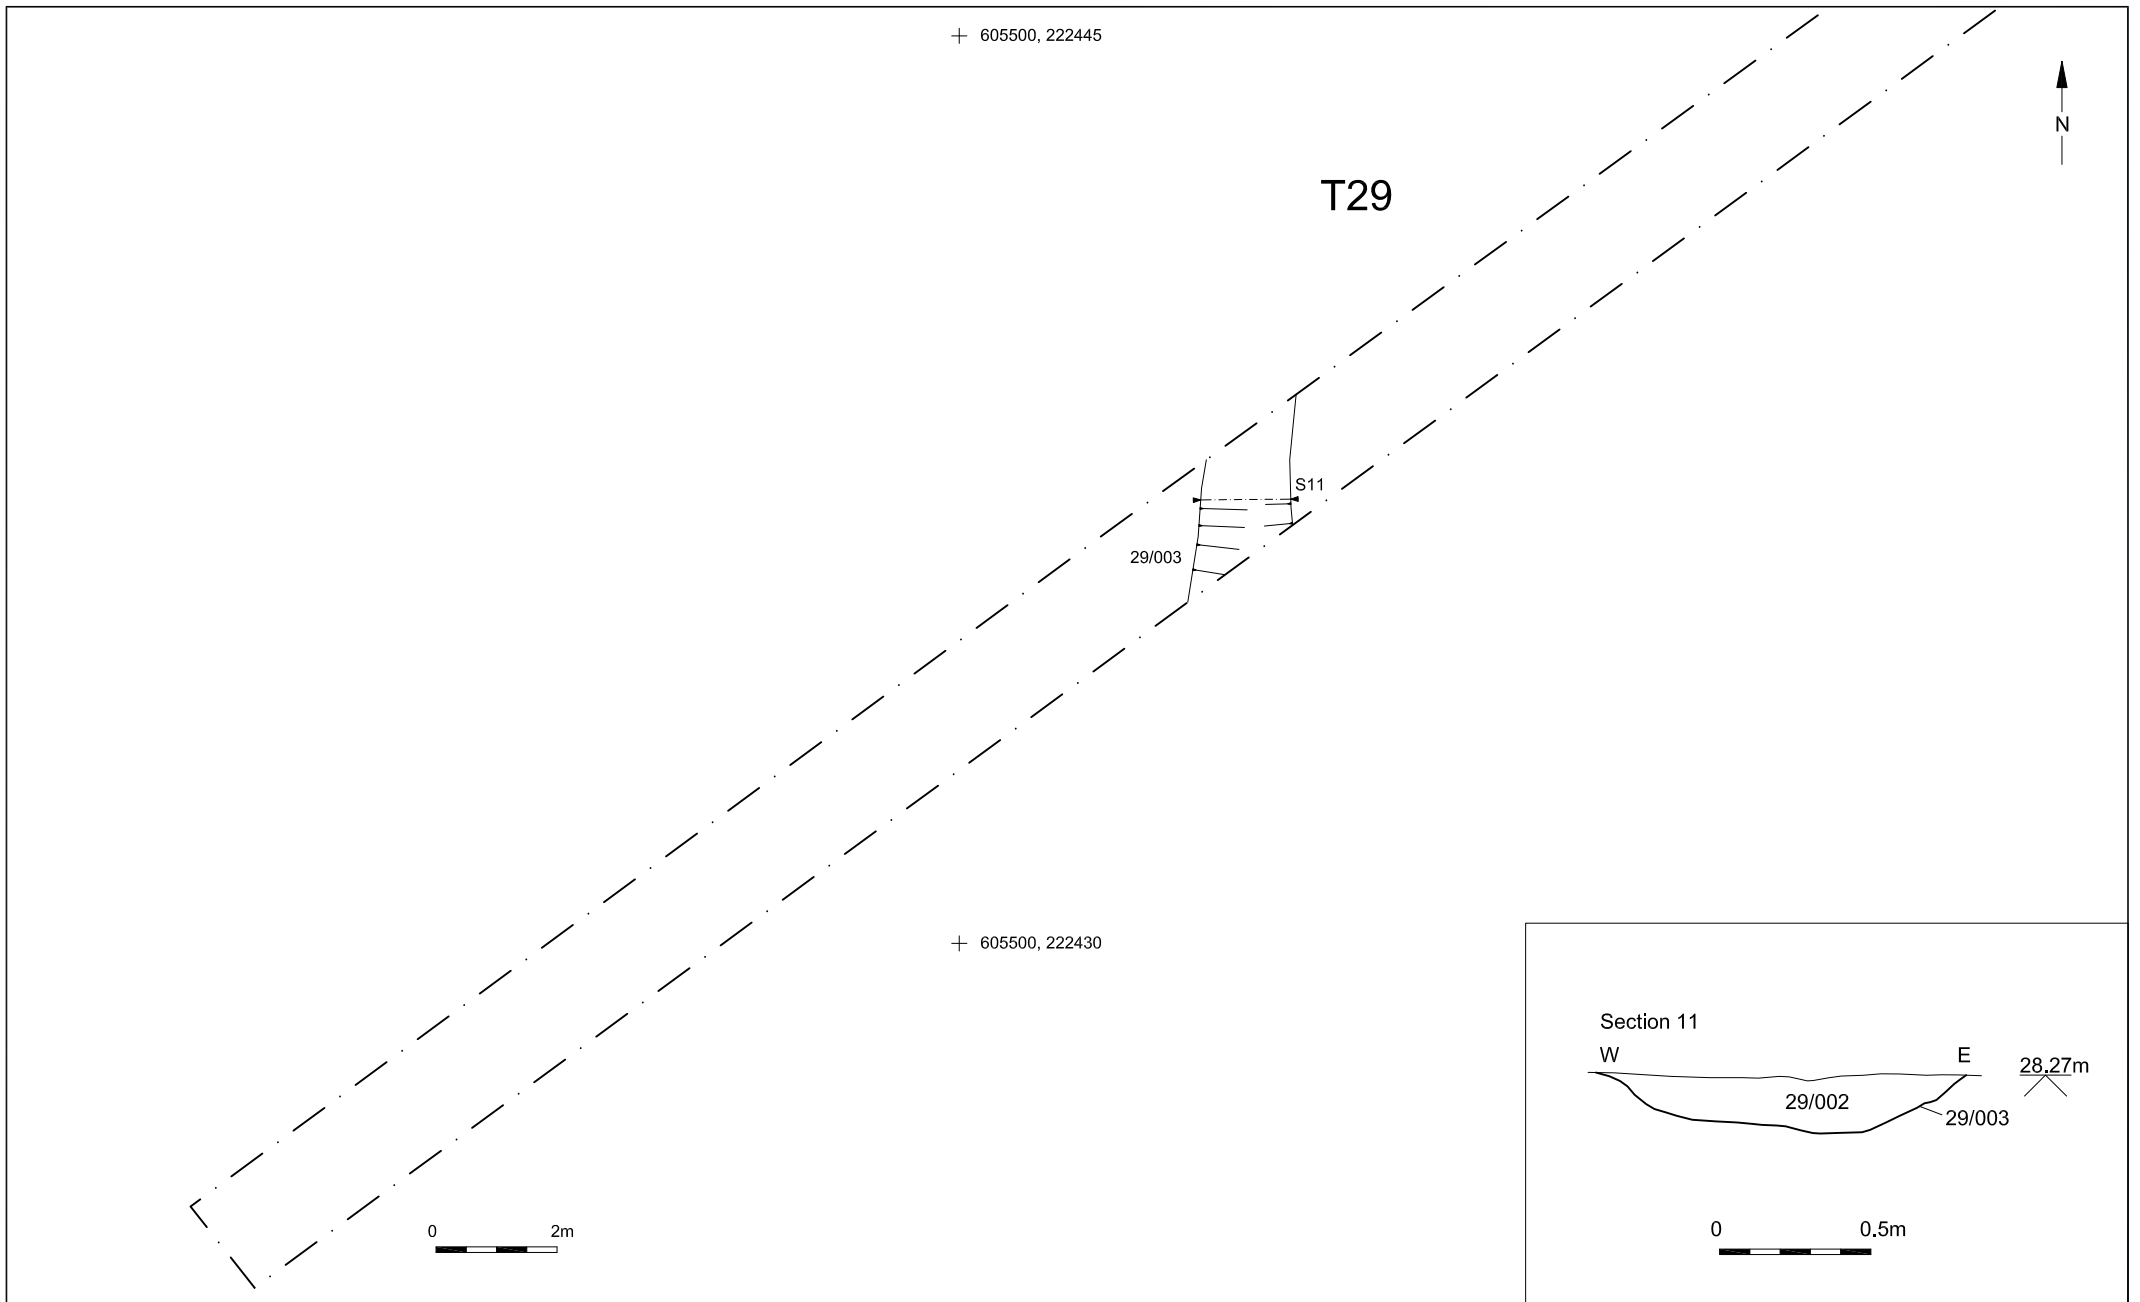 605500, 222445
N
T29
S11
29/003
605500, 222430
Section 11
W E
28.27m
29/002
29/003
0 2m
0 0.5m